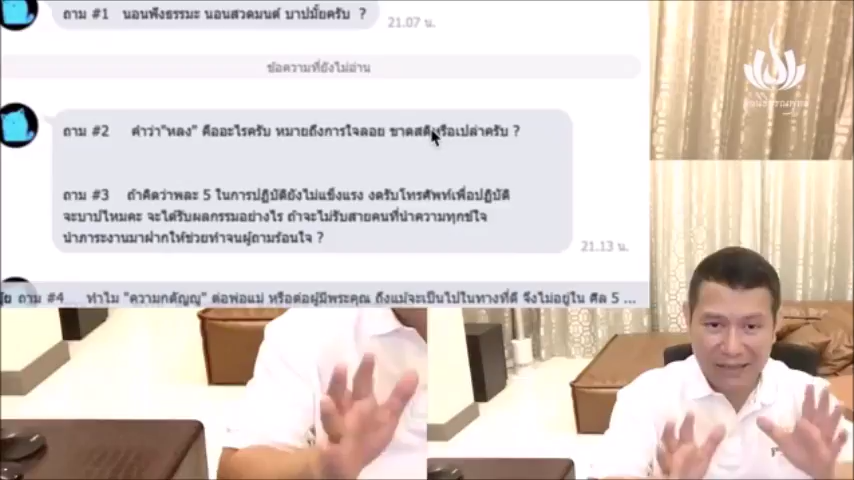 ถาม #1 นอนฟังธรรมะ นอนสวดมนต์ บาปมั้ยครับ ?
21.07 น.
ข้อความที่ยังไม่อ่าน
ถาม #2 คำว่า"หลง" คืออะไรครับ หมายถึงการใจลอย ขาดสติหรือเปล่าครับ ?
ถาม #3 ถ้าคิดว่าพละ 5 ในการปฏิบัติยังไม่แข็งแรง งดรับโทรศัพท์เพื่อปฏิบัติ
จะบาปไหมคะ จะได้รับผลกรรมอย่างไร ถ้าจะไม่รับสายคนที่นำความทุกข์ใจ
นำภาระงานมาฝากให้ช่วยทำจนผู้ถามร้อนใจ ?
21.13 น.
ถาม #4 ทำไม "ความกตัญญู" ต่อพ่อแม่ หรือต่อผู้มีพระคุณ ถึงแม้จะเป็นไปในทางที่ดี จึงไม่อยู่ใน ศีล 5 ...